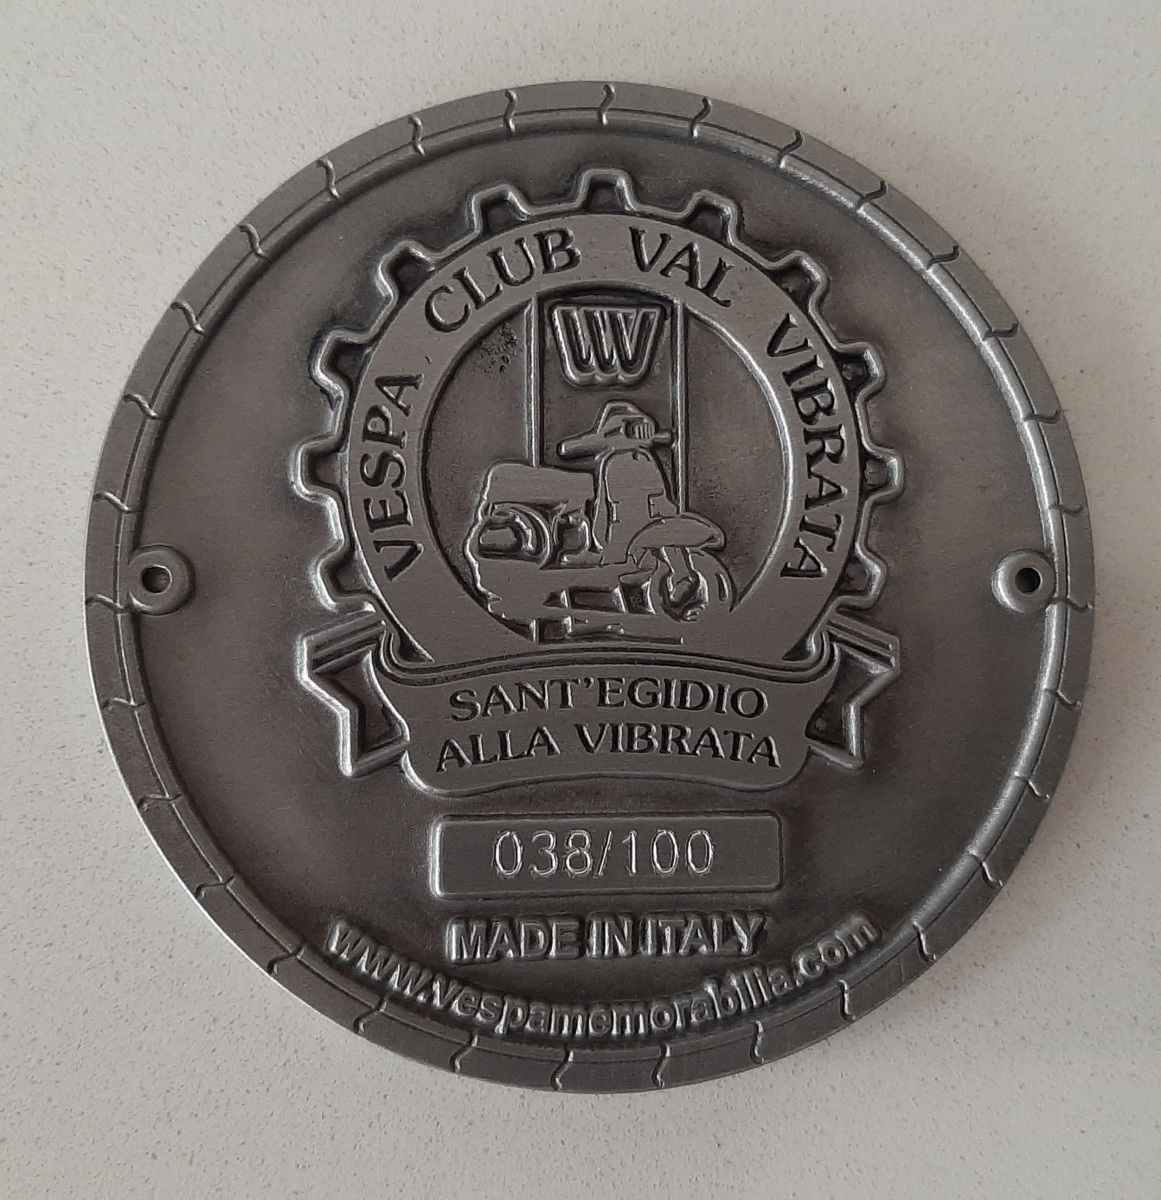 VESPA CLUB VAL VIBRATA
SANT'EGIDIO
ALLA VIBRATA
038/100
MADE IN ITALY
www.vespamemorabilia.com